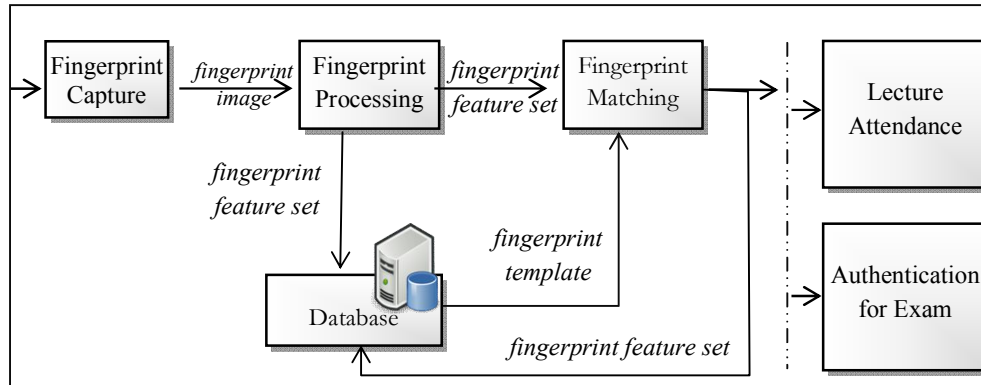 Fingerprint
Capture
fingerprint
image
Fingerprint
Processing
fingerprint
feature set
Fingerprint
Matching
Lecture
Attendance
fingerprint
feature set
fingerprint
template
Database
fingerprint feature set
Authentication
for Exam